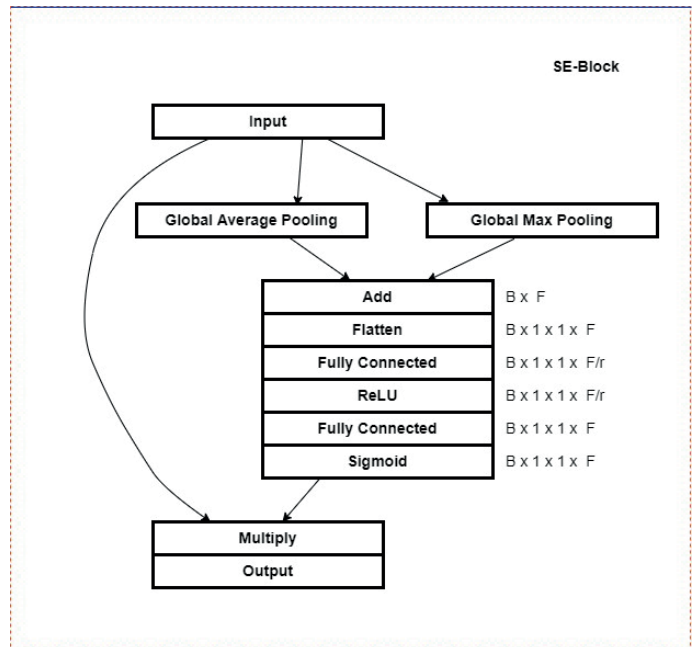 SE-Block
Input
Global Average Pooling
Global Max Pooling
Add
B x F
Flatten
B x 1 x 1 x F
Fully Connected
B x 1 x 1 x F/r
ReLU
B x 1 x 1 x F/r
Fully Connected
B x 1 x 1 x F
Sigmoid
B x 1 x 1 x F
Multiply
Output